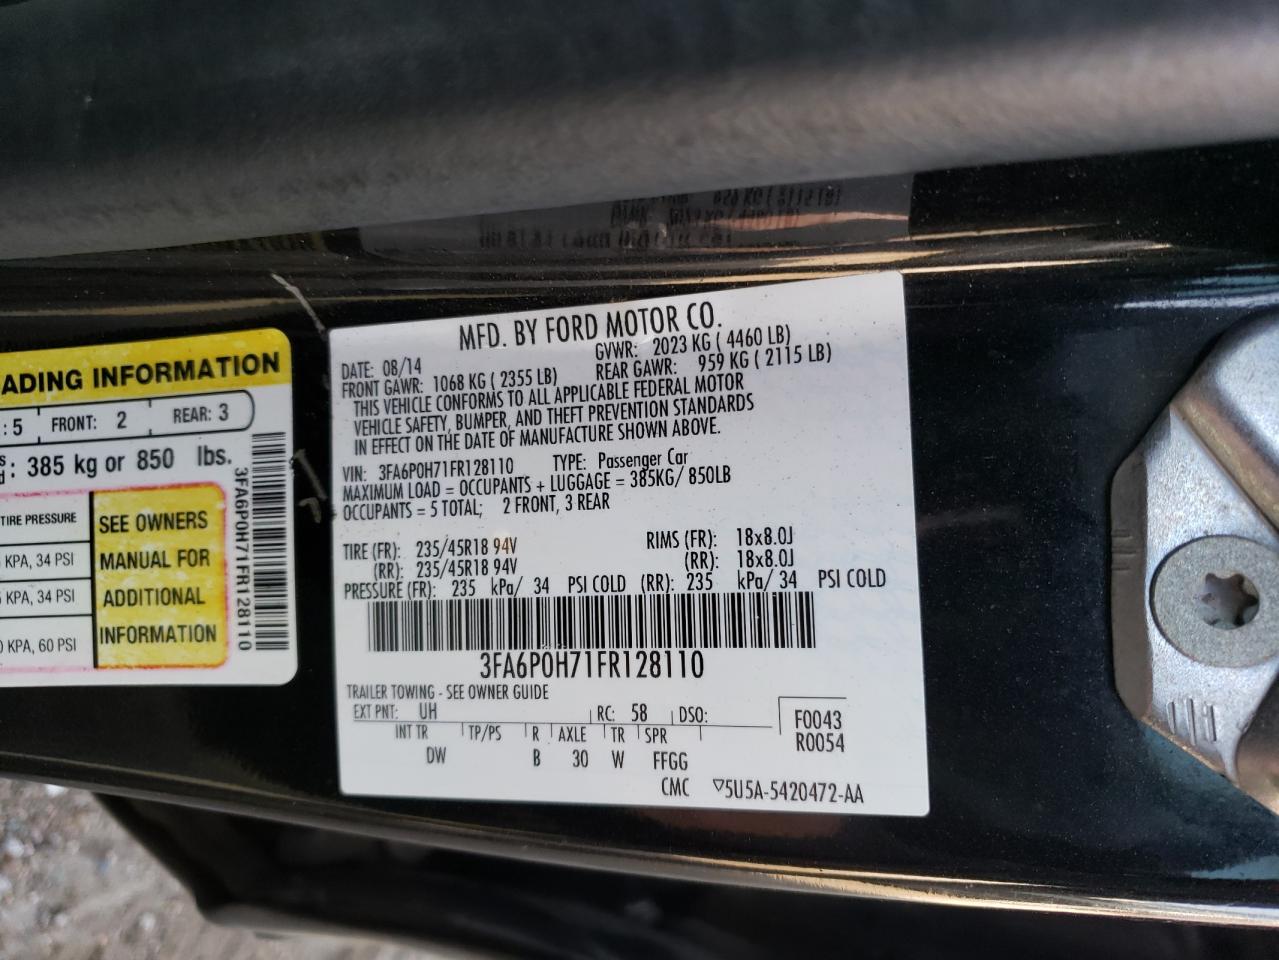 ADING INFORMATION
: 5 FRONT: 2 REAR: 3
: 385 kg or 850 lbs.
TIRE PRESSURE
KPA, 34 PSI
KPA, 34 PSI
KPA, 60 PSI
SEE OWNERS
MANUAL FOR
ADDITIONAL
INFORMATION
3FA6P0H71FR128110
MFD. BY FORD MOTOR CO.
DATE: 08/14 GVWR: 2023 KG ( 4460 LB)
FRONT GAWR: 1068 KG ( 2355 LB) REAR GAWR: 959 KG ( 2115 LB)
THIS VEHICLE CONFORMS TO ALL APPLICABLE FEDERAL MOTOR
VEHICLE SAFETY, BUMPER, AND THEFT PREVENTION STANDARDS
IN EFFECT ON THE DATE OF MANUFACTURE SHOWN ABOVE.
VIN: 3FA6P0H71FR128110 TYPE: Passenger Car
MAXIMUM LOAD = OCCUPANTS + LUGGAGE = 385KG/ 850LB
OCCUPANTS = 5 TOTAL; 2 FRONT, 3 REAR
TIRE (FR): 235/45R18 94V RIMS (FR): 18x8.0J
(RR): 235/45R18 94V (RR): 18x8.0J
PRESSURE (FR): 235 kPa/ 34 PSI COLD (RR): 235 kPa/ 34 PSI COLD
3FA6P0H71FR128110
TRAILER TOWING - SEE OWNER GUIDE
EXT PNT: UH RC: 58 DSO: F0043
INT TR TP/PS R AXLE TR SPR R0054
DW B 30 W FFGG
CMC ▽5U5A-5420472-AA